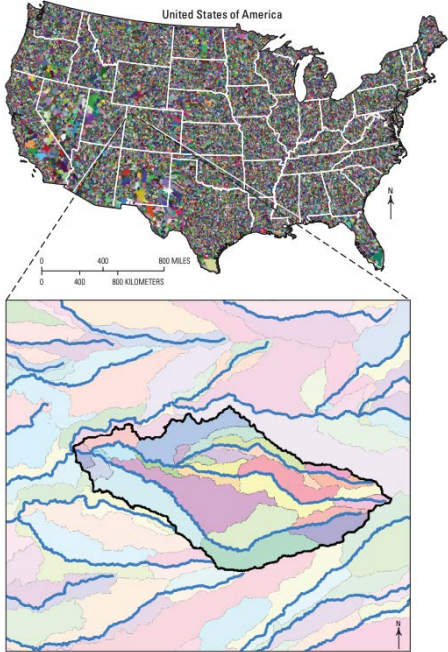 United States of America
N
0 400 800 MILES
0 400 800 KILOMETERS
N